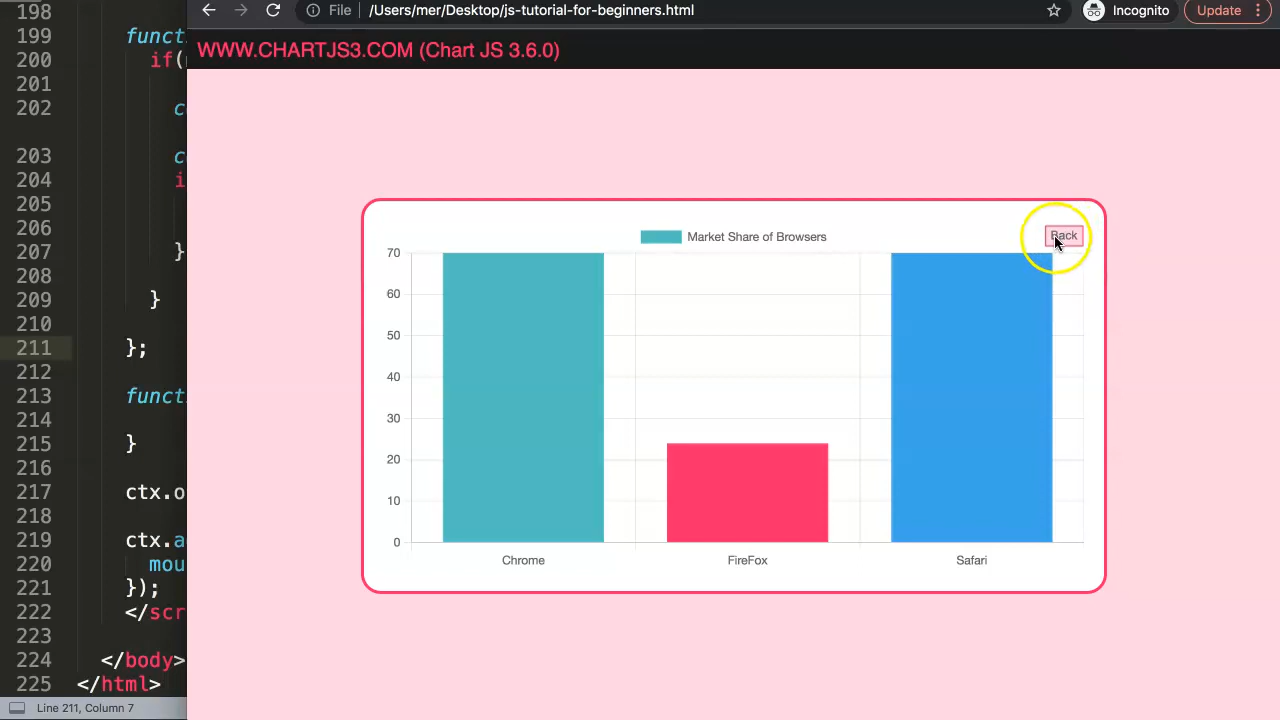 198
199 functi
200 if(
201
202 c
203 c
204 i
205
206
207 }
208
209 }
210
211 };
212
213 functi
214
215 }
216
217 ctx.o
218
219 ctx.a
220 mou
221 });
222 </scr
223
224 </body>
225 </html>
Line 211, Column 7
File /Users/mer/Desktop/js-tutorial-for-beginners.html
Incognito
Update
WWW.CHARTJS3.COM (Chart JS 3.6.0)
Market Share of Browsers
Back
70
60
50
40
30
20
10
0
Chrome FireFox Safari